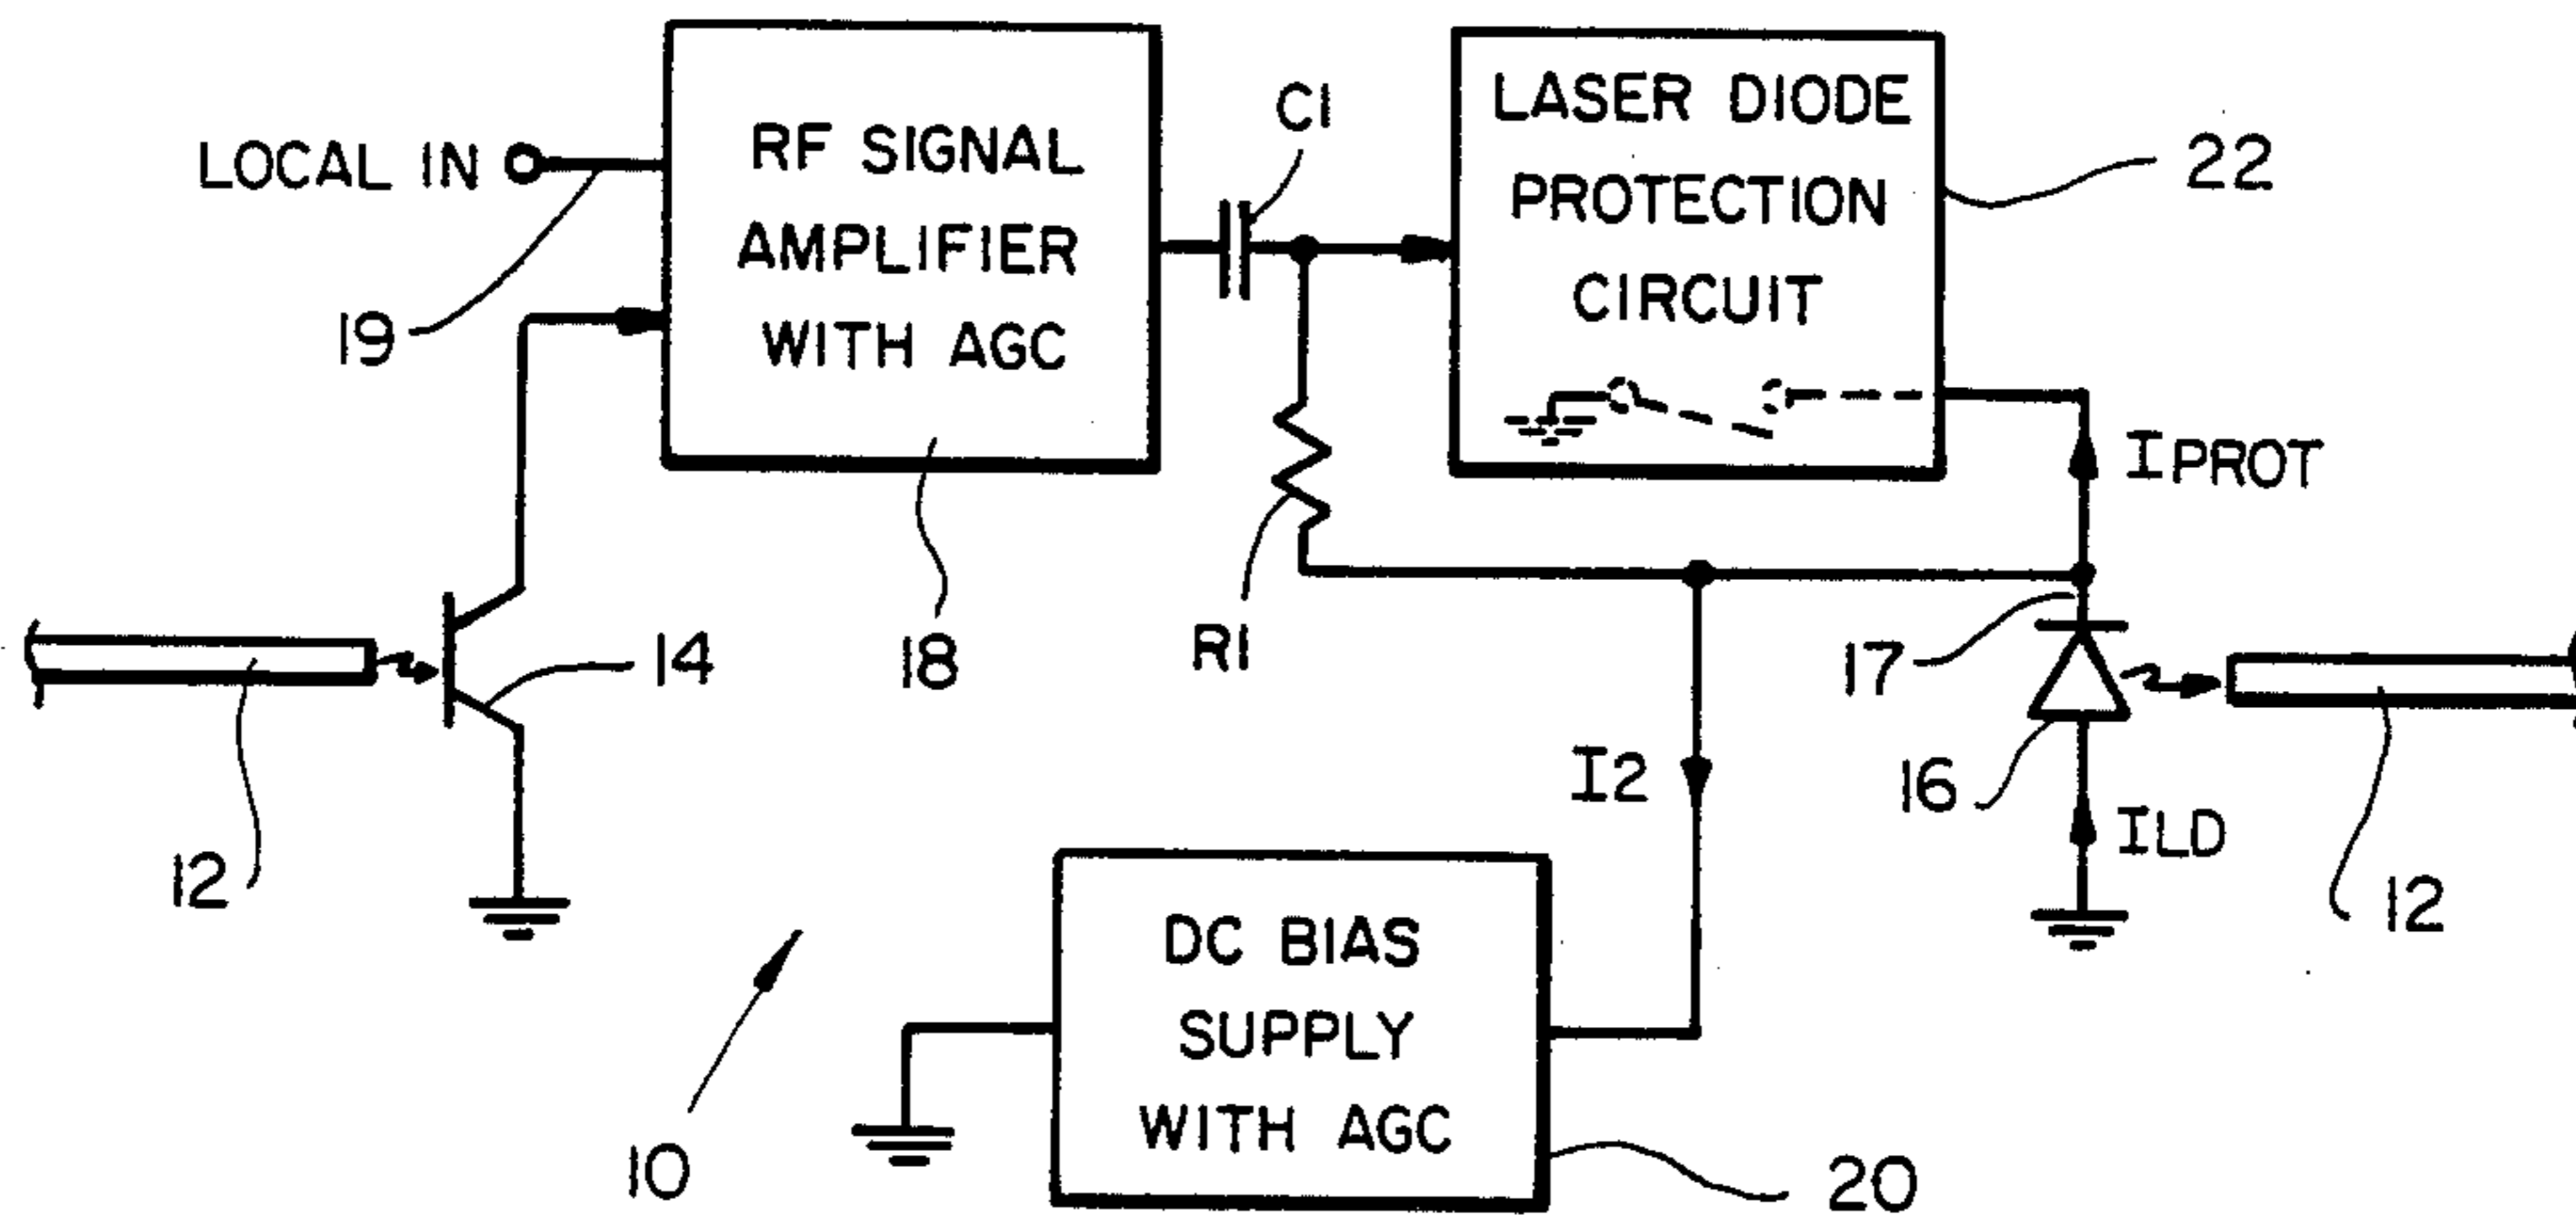 LOCAL IN
19
RF SIGNAL
AMPLIFIER
WITH AGC
18
C1
R1
LASER DIODE
PROTECTION
CIRCUIT
22
IPROT
17
16
ILD
12
12
14
I2
DC BIAS
SUPPLY
WITH AGC
20
10